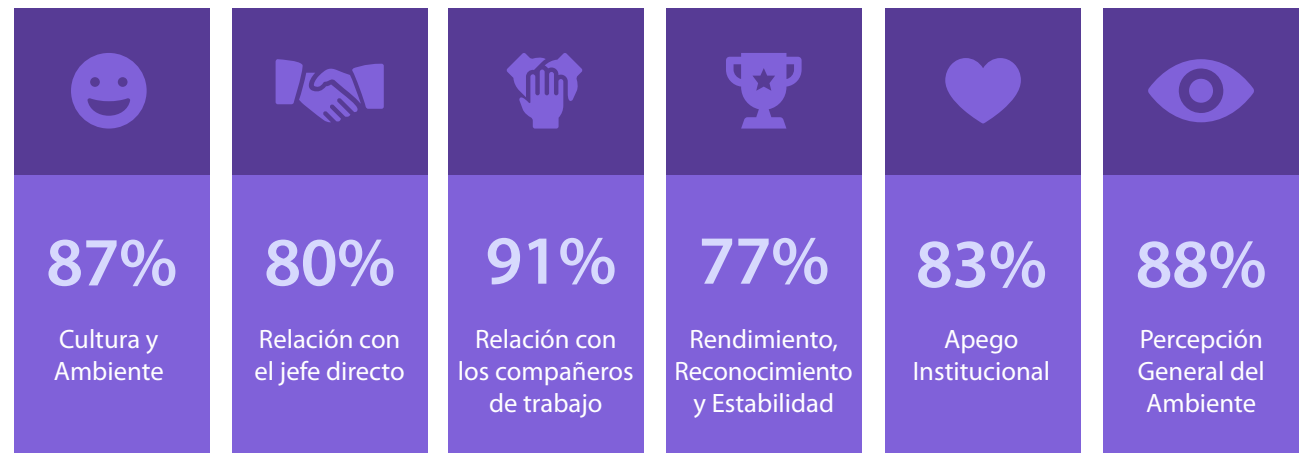 87%
Cultura y
Ambiente
80%
Relación con
el jefe directo
91%
Relación con
los compañeros
de trabajo
77%
Rendimiento,
Reconocimiento
y Estabilidad
83%
Apego
Institucional
88%
Percepción
General del
Ambiente